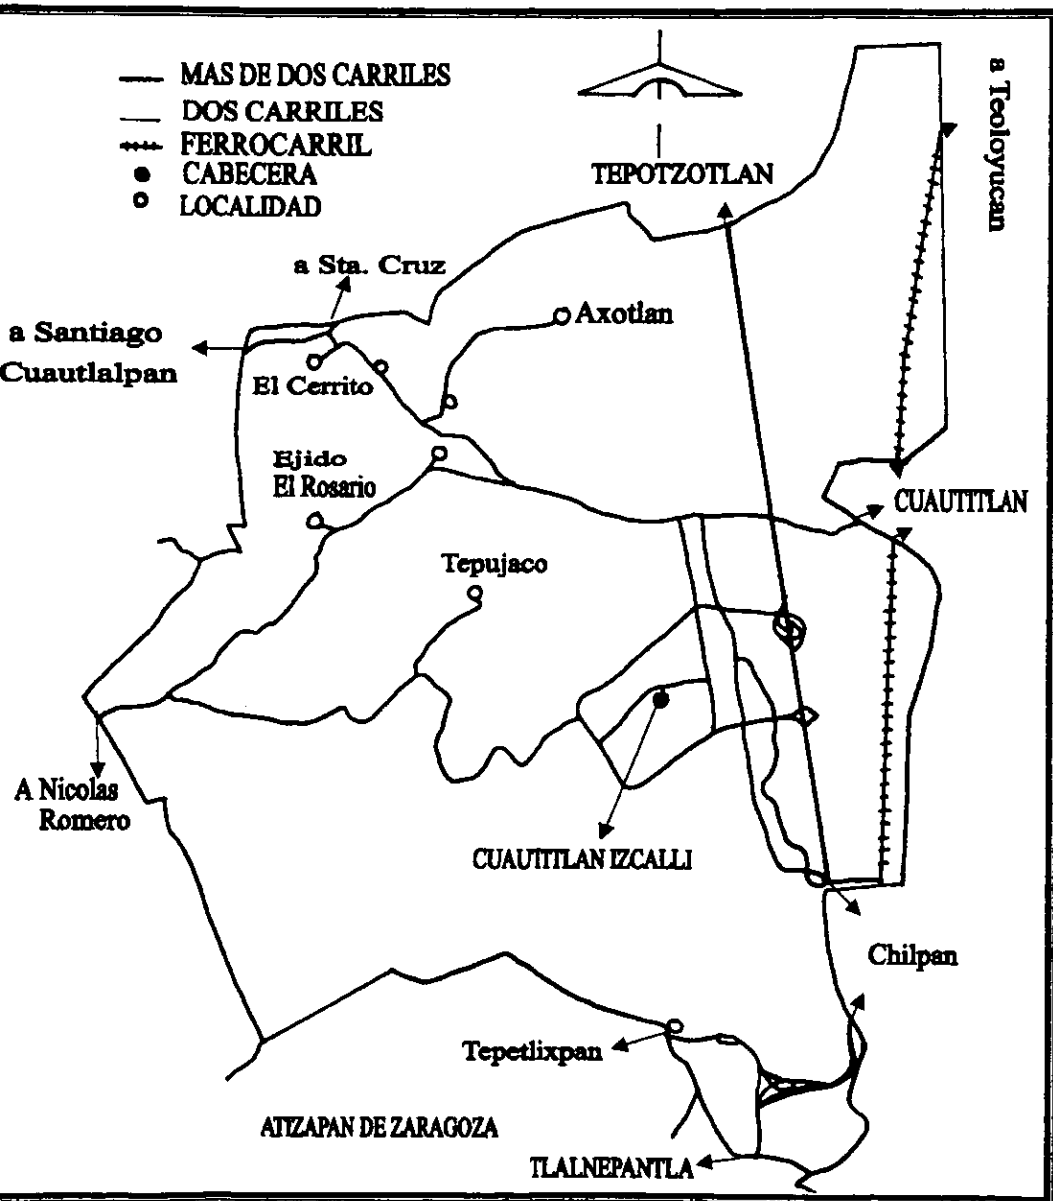 MAS DE DOS CARRILES
DOS CARRILES
FERROCARRIL
CABECERA
LOCALIDAD
TEPOTZOTLAN
a Teoloyucan
a Sta. Cruz
a Santiago
Cuautlalpan
Axotlan
El Cerrito
Ejido
El Rosario
CUAUTITLAN
Tepujaco
A Nicolas
Romero
CUAUTITLAN IZCALLI
Chilpan
Tepetlixpan
ATIZAPAN DE ZARAGOZA
TLALNEPANTLA